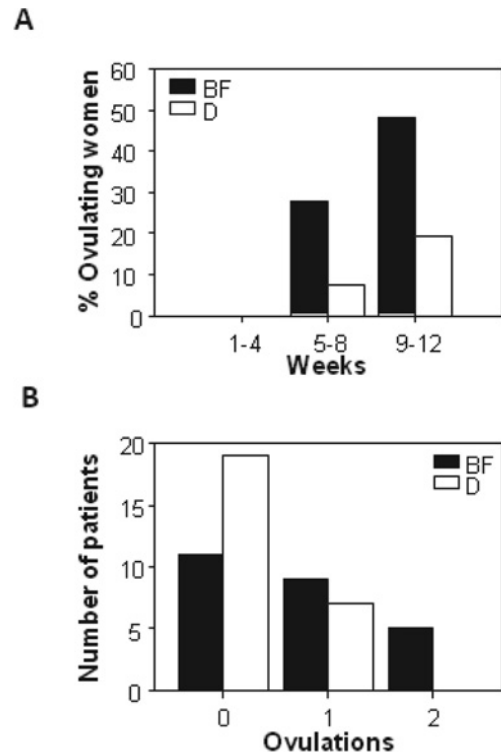 A
% Ovulating women
60
50
40
30
20
10
0
BF
D
1-4 5-8 9-12
Weeks
B
Number of patients
20
15
10
5
0
BF
D
0 1 2
Ovulations